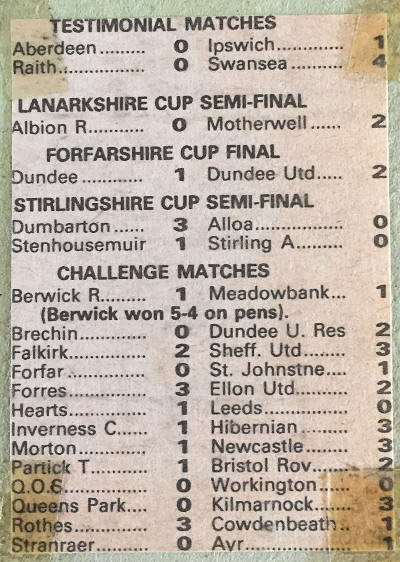 TESTIMONIAL MATCHES
Aberdeen......... 0 Ipswich............. 1
Raith................ 0 Swansea........... 4
LANARKSHIRE CUP SEMI-FINAL
Albion R........... 0 Motherwell...... 2
FORFARSHIRE CUP FINAL
Dundee............ 1 Dundee Utd..... 2
STIRLINGSHIRE CUP SEMI-FINAL
Dumbarton...... 3 Alloa................. 0
Stenhousemuir 1 Stirling A.......... 0
CHALLENGE MATCHES
Berwick R......... 1 Meadowbank... 1
(Berwick won 5-4 on pens).
Brechin............ 0 Dundee U. Res 2
Falkirk.............. 2 Sheff. Utd........ 3
Forfar............... 0 St. Johnstne.... 1
Forres.............. 3 Ellon Utd......... 2
Hearts.............. 1 Leeds............... 0
Inverness C...... 1 Hibernian......... 3
Morton............. 1 Newcastle........ 3
Partick T.......... 1 Bristol Rov....... 2
Q.O.S............... 0 Workington..... 0
Queens Park.... 0 Kilmarnock...... 3
Rothes............. 3 Cowdenbeath.. 1
Stranraer......... 0 Ayr................... 1